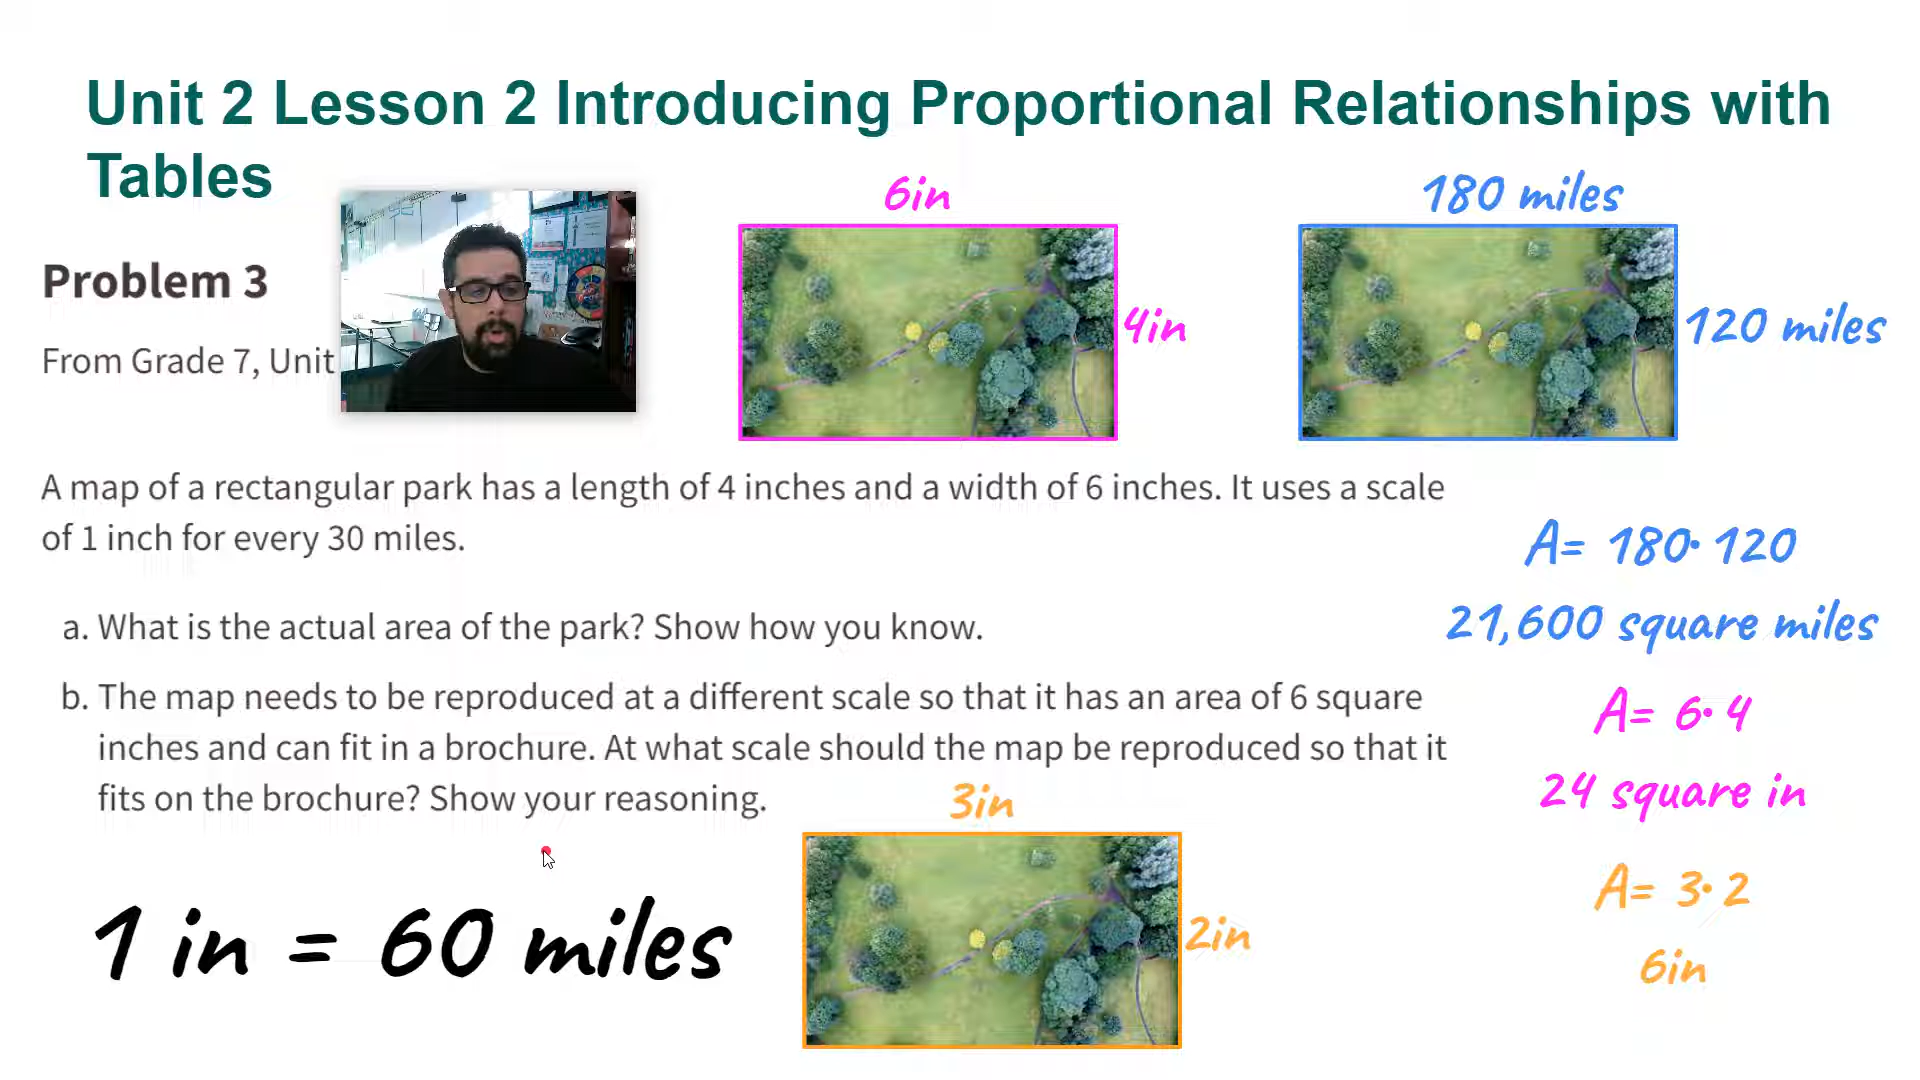 Unit 2 Lesson 2 Introducing Proportional Relationships with
Tables
Problem 3
From Grade 7, Unit
6in
4in
180 miles
120 miles
A map of a rectangular park has a length of 4 inches and a width of 6 inches. It uses a scale
of 1 inch for every 30 miles.
a. What is the actual area of the park? Show how you know.
b. The map needs to be reproduced at a different scale so that it has an area of 6 square
inches and can fit in a brochure. At what scale should the map be reproduced so that it
fits on the brochure? Show your reasoning.
A= 180· 120
21,600 square miles
A= 6· 4
24 square in
A= 3· 2
6in
3in
2in
1 in = 60 miles